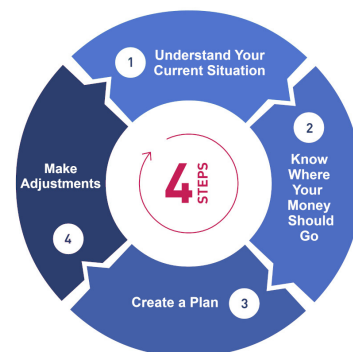 1
Understand Your
Current Situation
2
Know
Where
Your
Money
Should
Go
3
Create a Plan
4
Make
Adjustments
4
STEPS